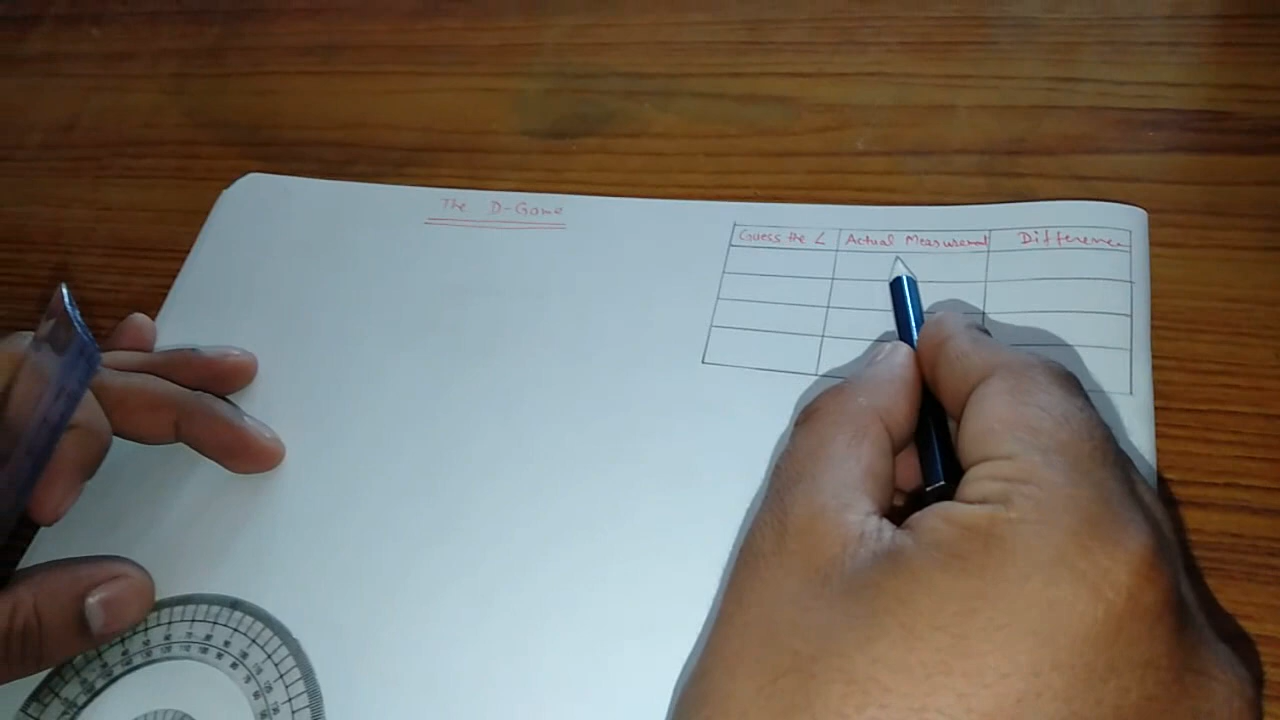 The D-Game
Guess the ∠ Actual Measurement Difference